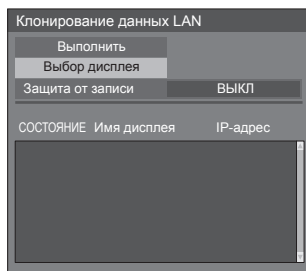 Клонирование данных LAN
Выполнить
Выбор дисплея
Защита от записи ВЫКЛ
СОСТОЯНИЕ Имя дисплея IP-адрес